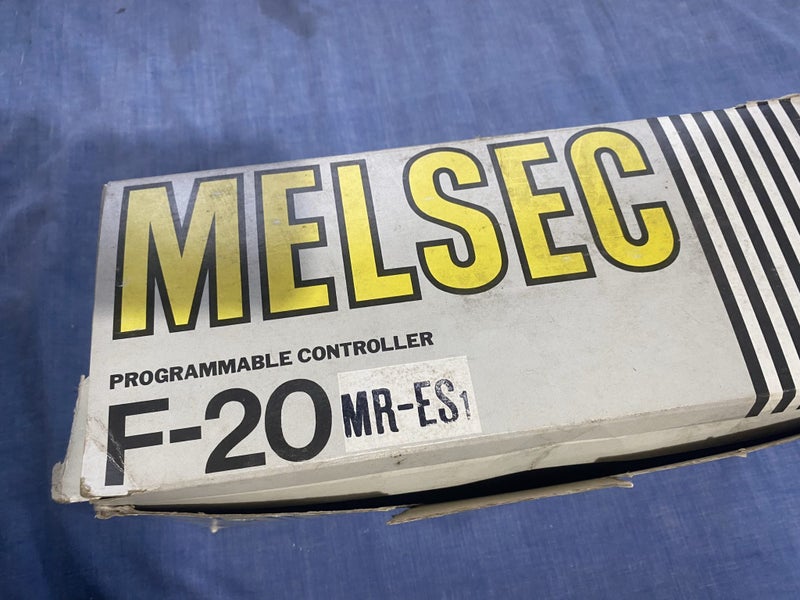 MELSEC
PROGRAMMABLE CONTROLLER
F-20 MR-ES1